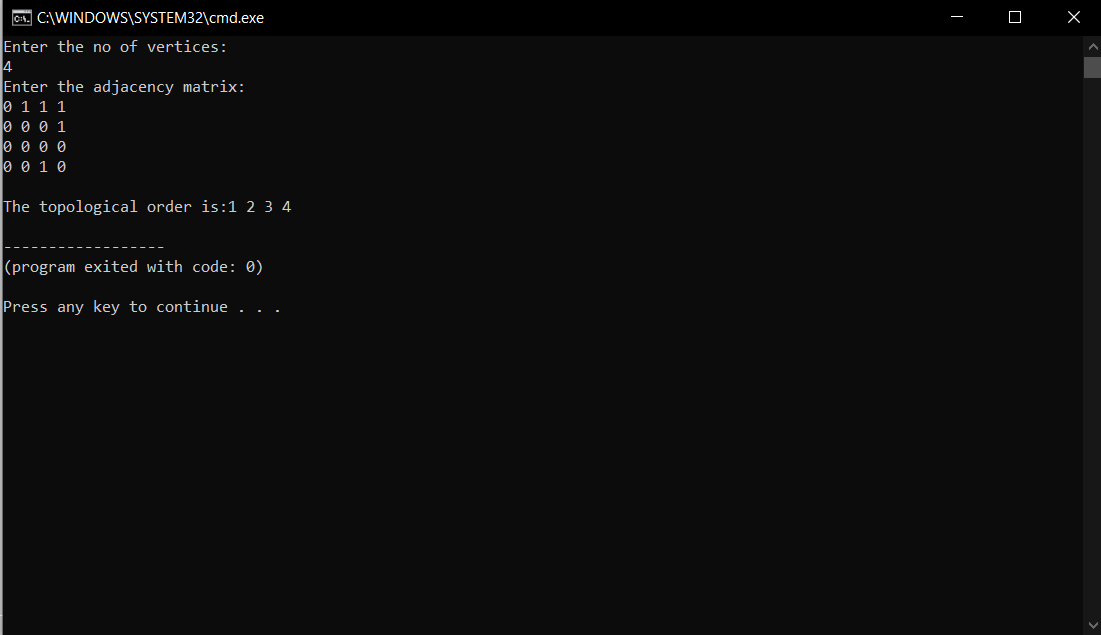 C:\WINDOWS\SYSTEM32\cmd.exe
Enter the no of vertices:
4
Enter the adjacency matrix:
0 1 1 1
0 0 0 1
0 0 0 0
0 0 1 0
The topological order is:1 2 3 4
------------------
(program exited with code: 0)
Press any key to continue . . .